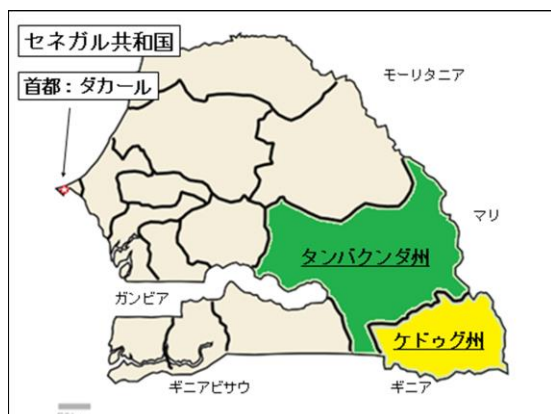 セネガル共和国
首都：ダカール
モーリタニア
マリ
タンバクンダ州
ガンビア
ケドゥグ州
ギニアビサウ
ギニア